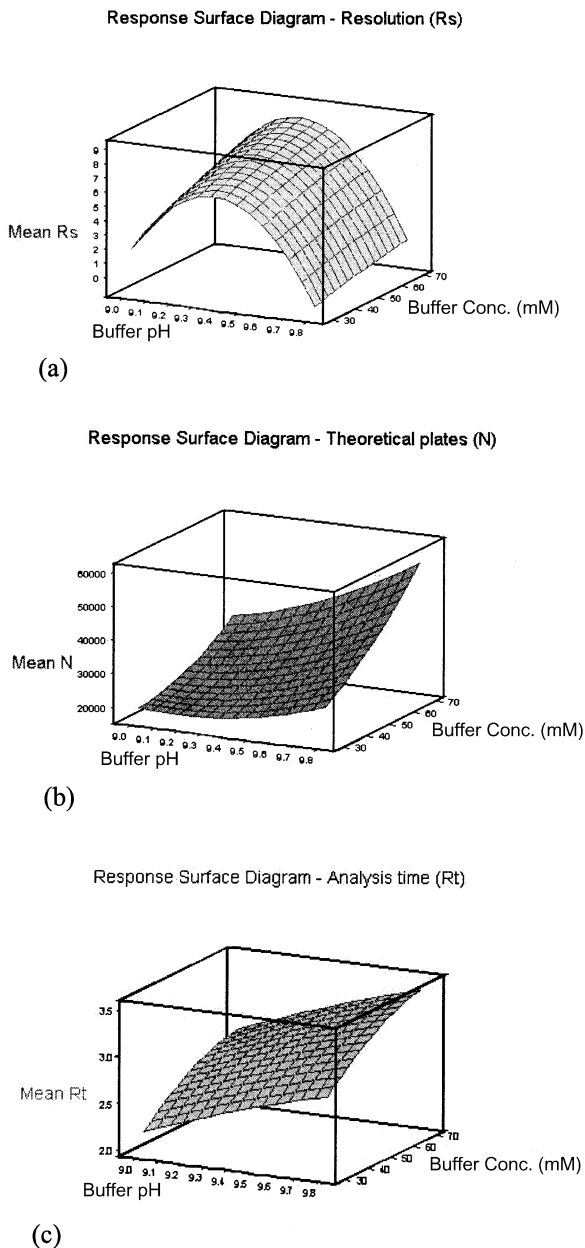 Response Surface Diagram - Resolution (Rs)
9
8
7
6
5
4
3
2
1
0
Mean Rs
9.0 9.1 9.2 9.3 9.4 9.5 9.6 9.7 9.8
Buffer pH
30 40 50 60 70
Buffer Conc. (mM)
(a)
Response Surface Diagram - Theoretical plates (N)
60000
50000
40000
30000
20000
Mean N
9.0 9.1 9.2 9.3 9.4 9.5 9.6 9.7 9.8
Buffer pH
30 40 50 60 70
Buffer Conc. (mM)
(b)
Response Surface Diagram - Analysis time (Rt)
3.5
3.0
2.5
2.0
Mean Rt
9.0 9.1 9.2 9.3 9.4 9.5 9.6 9.7 9.8
Buffer pH
30 40 50 60 70
Buffer Conc. (mM)
(c)